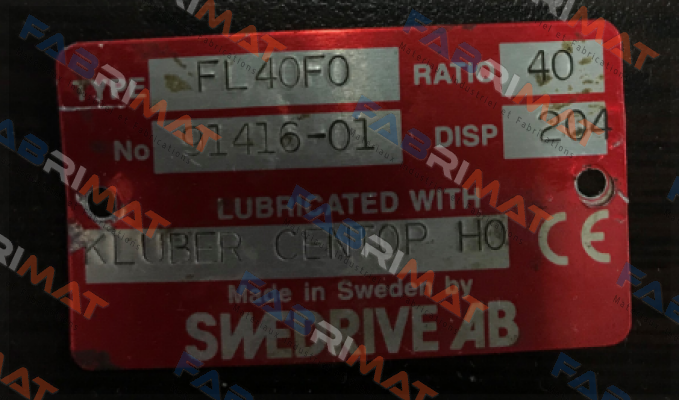 TYPE FL40F0 RATIO 40
No 91416-01 DISP 204
LUBRICATED WITH
KLUBER CENTOP HO
CE
Made in Sweden by
SWEDRIVE AB
FABRIMAT